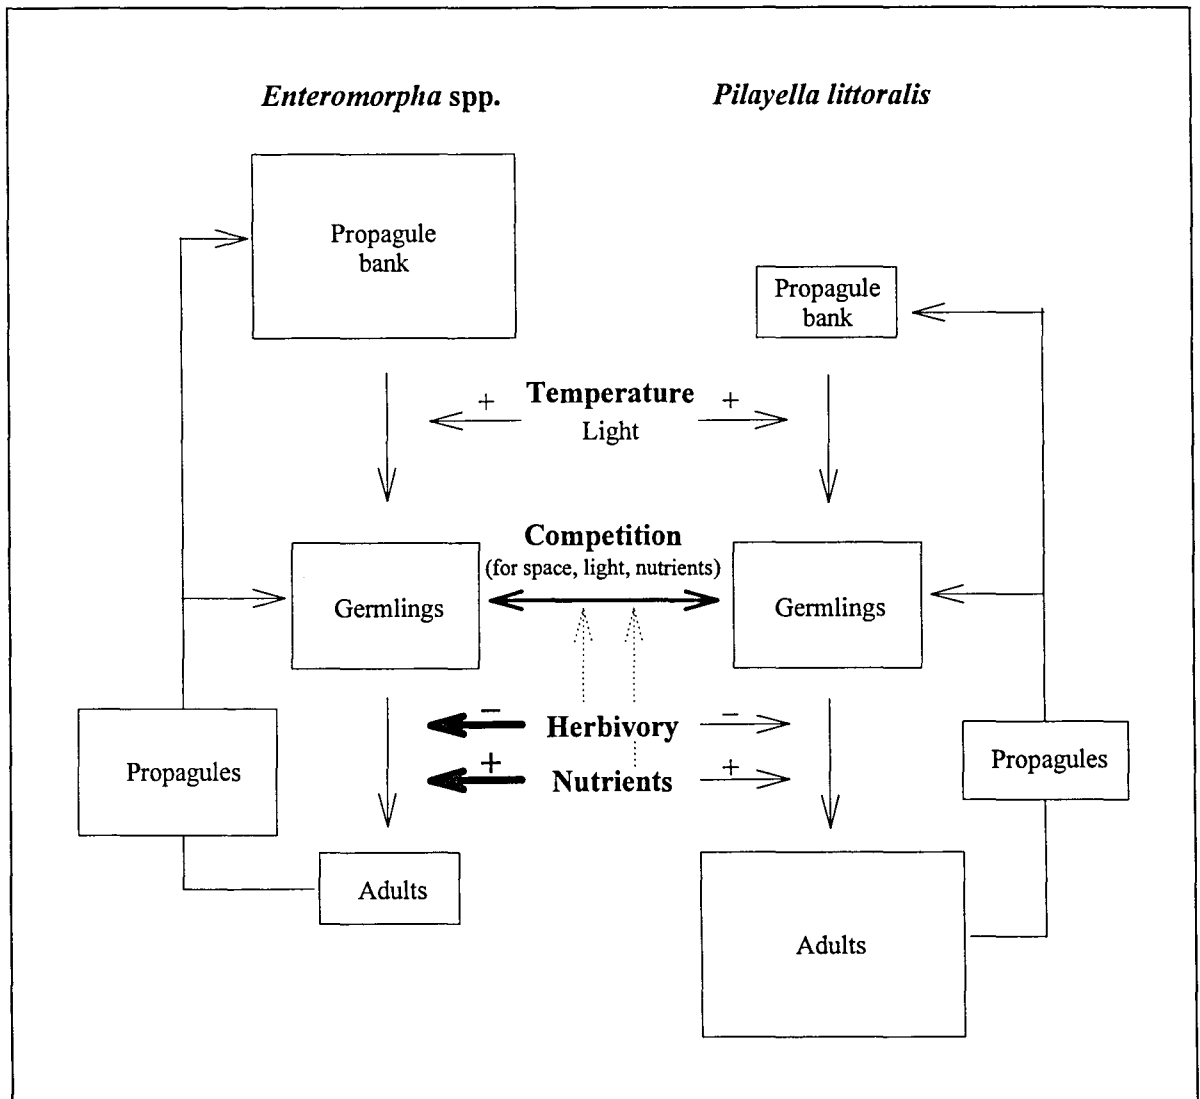 Enteromorpha spp.
Pilayella littoralis
Propagule
bank
Propagule
bank
+ Temperature +
Light
Competition
(for space, light, nutrients)
Germlings
Germlings
− Herbivory −
+ Nutrients +
Propagules
Propagules
Adults
Adults